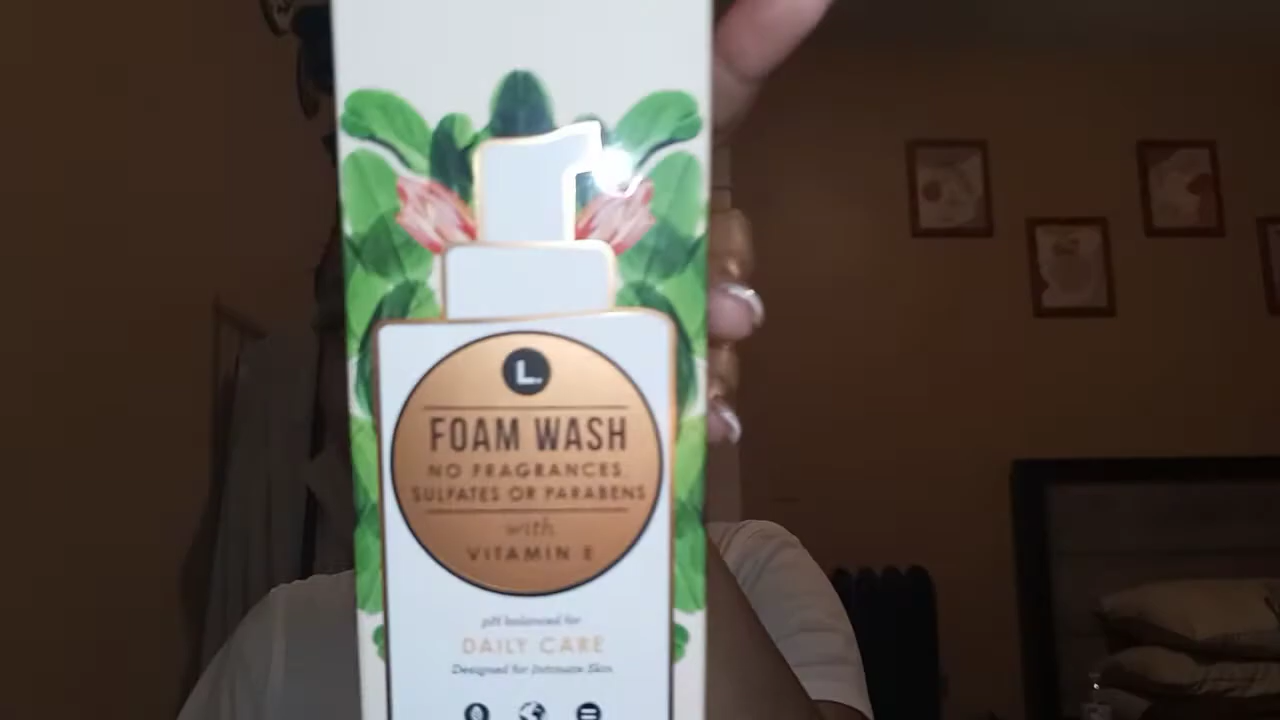 L.
FOAM WASH
NO FRAGRANCES,
SULFATES OR PARABENS
with
VITAMIN E
pH balanced for
DAILY CARE
Designed for Intimate Skin